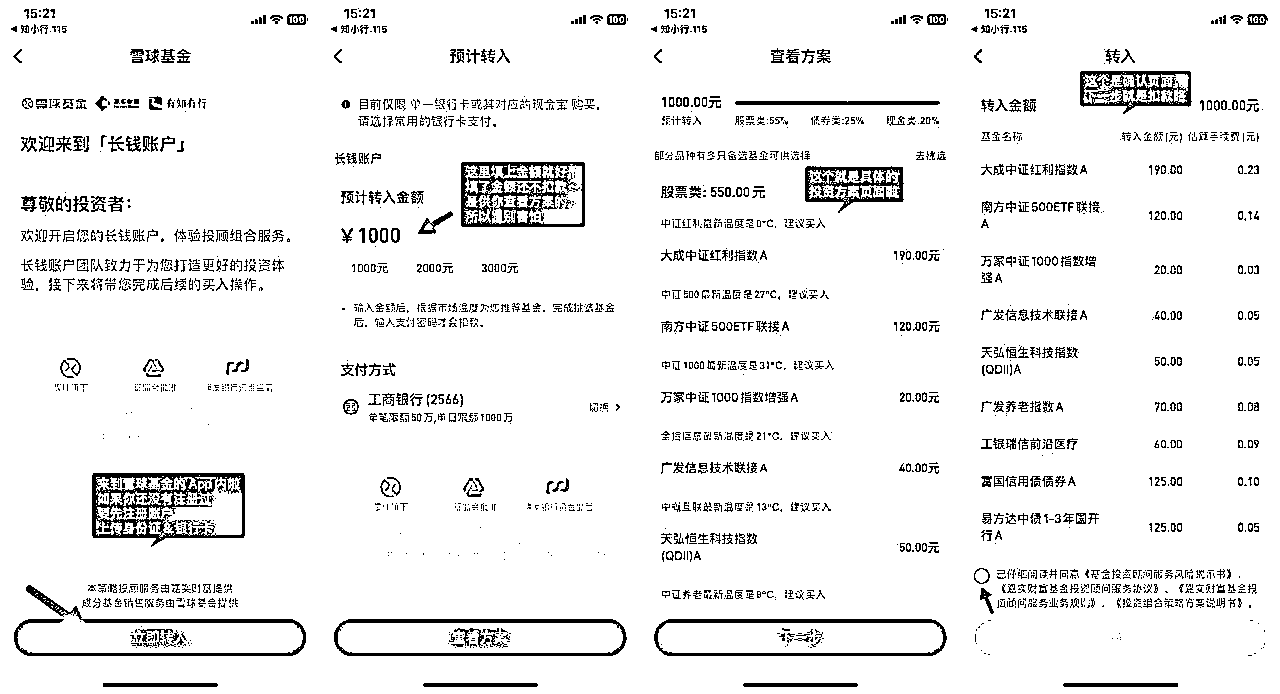 15:21
100
◀ 知小行.115
雪球基金
雪球基金
有知有行
欢迎来到「长钱账户」
尊敬的投资者：
欢迎开启您的长钱账户，体验投顾组合服务。
长钱账户团队致力于为您打造更好的投资体
验，接下来将带您完成后续的买入操作。
来到雪球基金的App内啦
如果你还没有注册过
要先注册账户
上传身份证&银行卡
本策略投顾服务由嘉实财富提供
成分基金销售服务由雪球基金提供
立即转入
15:21
100
◀ 知小行.115
预计转入
目前仅限 单一银行卡或其对应的现金宝 购买，
请选择常用的银行卡支付。
长钱账户
这里填上金额就好啦
填了金额还不扣款
是供你查看方案的
所以直别害怕
预计转入金额
¥ 1000
1000元 2000元 3000元
输入金额后，根据市场温度为您推荐基金。完成挑选基金
后，输入支付密码才会扣款。
支付方式
工商银行 (2566)
单笔限额50万,单日限额1000万
切换 >
查看方案
15:21
100
◀ 知小行.115
查看方案
1000.00元
预计转入 股票类:55% 债券类:25% 现金类:20%
部分品种有多只备选基金可供选择 去挑选
这个就是具体的
投资方案页面啦
股票类: 550.00 元
中证红利最新温度是0°C，建议买入
大成中证红利指数A 190.00元
中证500最新温度是27°C，建议买入
南方中证500ETF联接A 120.00元
中证1000最新温度是31°C，建议买入
万家中证1000指数增强A 20.00元
全指信息最新温度是21°C，建议买入
广发信息技术联接A 40.00元
中概互联最新温度是13°C，建议买入
天弘恒生科技指数
(QDII)A 50.00元
中证养老最新温度是8°C，建议买入
下一步
15:21
100
◀ 知小行.115
转入
这个是确认页面
下一步就是扣款啦
转入金额 1000.00元
基金名称 转入金额(元) 估算手续费(元)
大成中证红利指数A 190.00 0.23
南方中证500ETF联接
A 120.00 0.14
万家中证1000指数增
强A 20.00 0.03
广发信息技术联接A 40.00 0.05
天弘恒生科技指数
(QDII)A 50.00 0.05
广发养老指数A 70.00 0.08
工银瑞信前沿医疗 60.00 0.09
富国信用债债券A 125.00 0.10
易方达中债1-3年国开
行A 125.00 0.05
已仔细阅读并同意《基金投资顾问服务风险揭示书》、
《嘉实财富基金投资顾问服务协议》、《嘉实财富基金投
资顾问服务业务规则》、《投资组合策略方案说明书》。